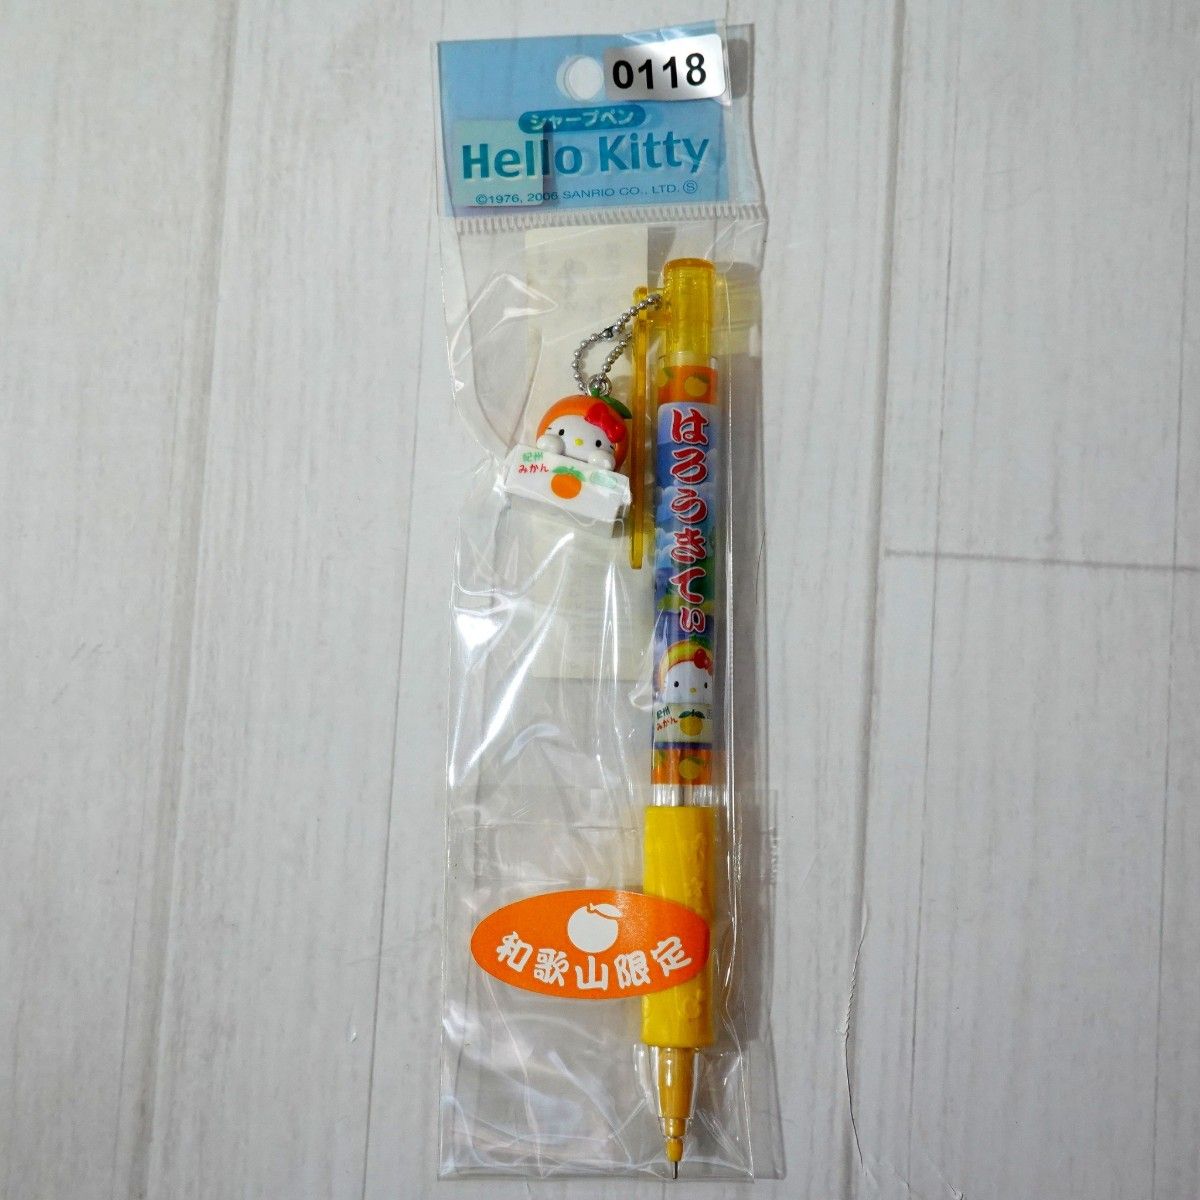 0118
シャープペン
Hello Kitty
©1976, 2006 SANRIO CO., LTD. Ⓢ
紀州
みかん
はろうきてぃ
紀州
みかん
和歌山限定